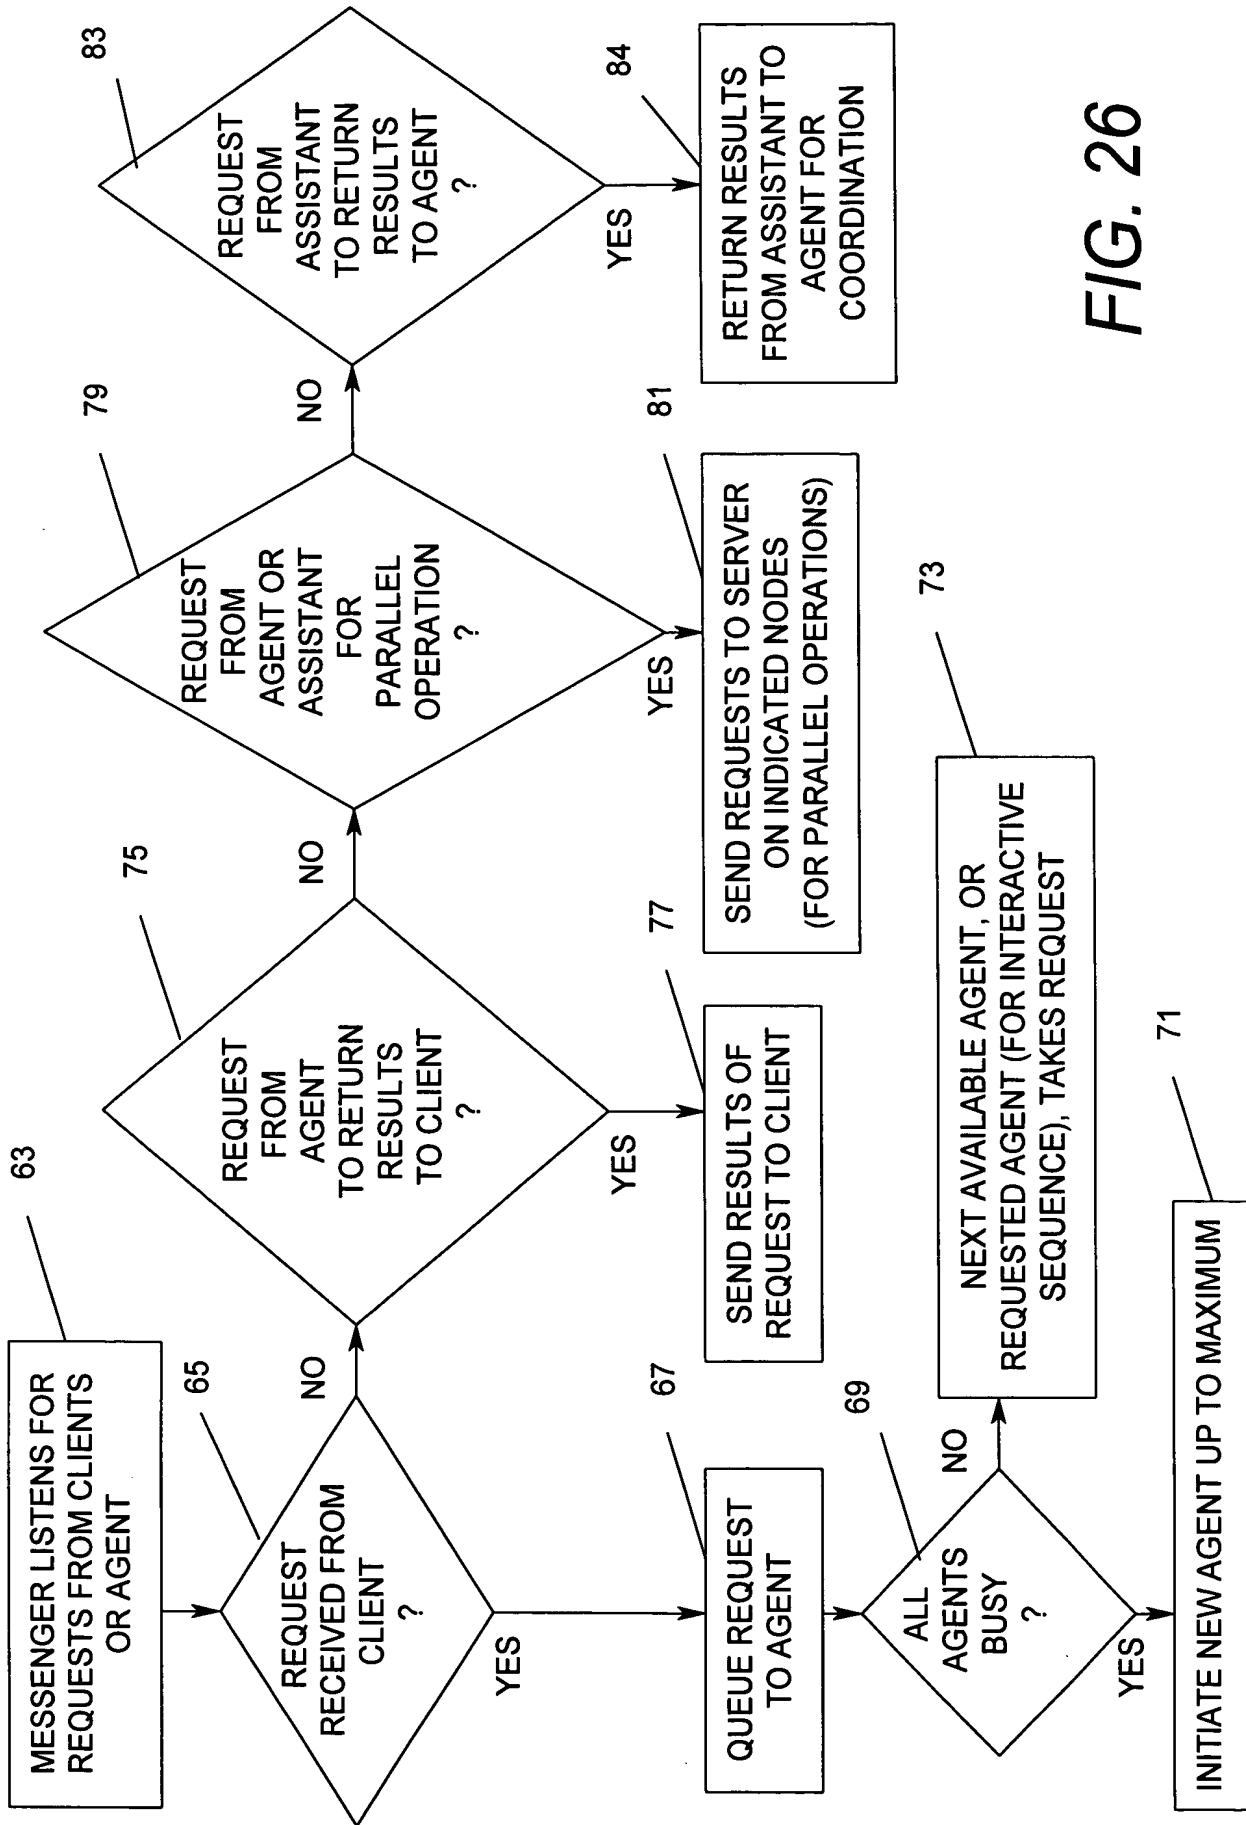 63
MESSENGER LISTENS FOR
REQUESTS FROM CLIENTS
OR AGENT
65
REQUEST
RECEIVED FROM
CLIENT
?
NO
YES
75
REQUEST
FROM
AGENT
TO RETURN
RESULTS
TO CLIENT
?
NO
YES
79
REQUEST
FROM
AGENT OR
ASSISTANT
FOR
PARALLEL
OPERATION
?
NO
YES
83
REQUEST
FROM
ASSISTANT
TO RETURN
RESULTS
TO AGENT
?
YES
67
QUEUE REQUEST
TO AGENT
77
SEND RESULTS OF
REQUEST TO CLIENT
81
SEND REQUESTS TO SERVER
ON INDICATED NODES
(FOR PARALLEL OPERATIONS)
84
RETURN RESULTS
FROM ASSISTANT TO
AGENT FOR
COORDINATION
69
ALL
AGENTS
BUSY
?
NO
YES
73
NEXT AVAILABLE AGENT, OR
REQUESTED AGENT (FOR INTERACTIVE
SEQUENCE), TAKES REQUEST
71
INITIATE NEW AGENT UP TO MAXIMUM
FIG. 26